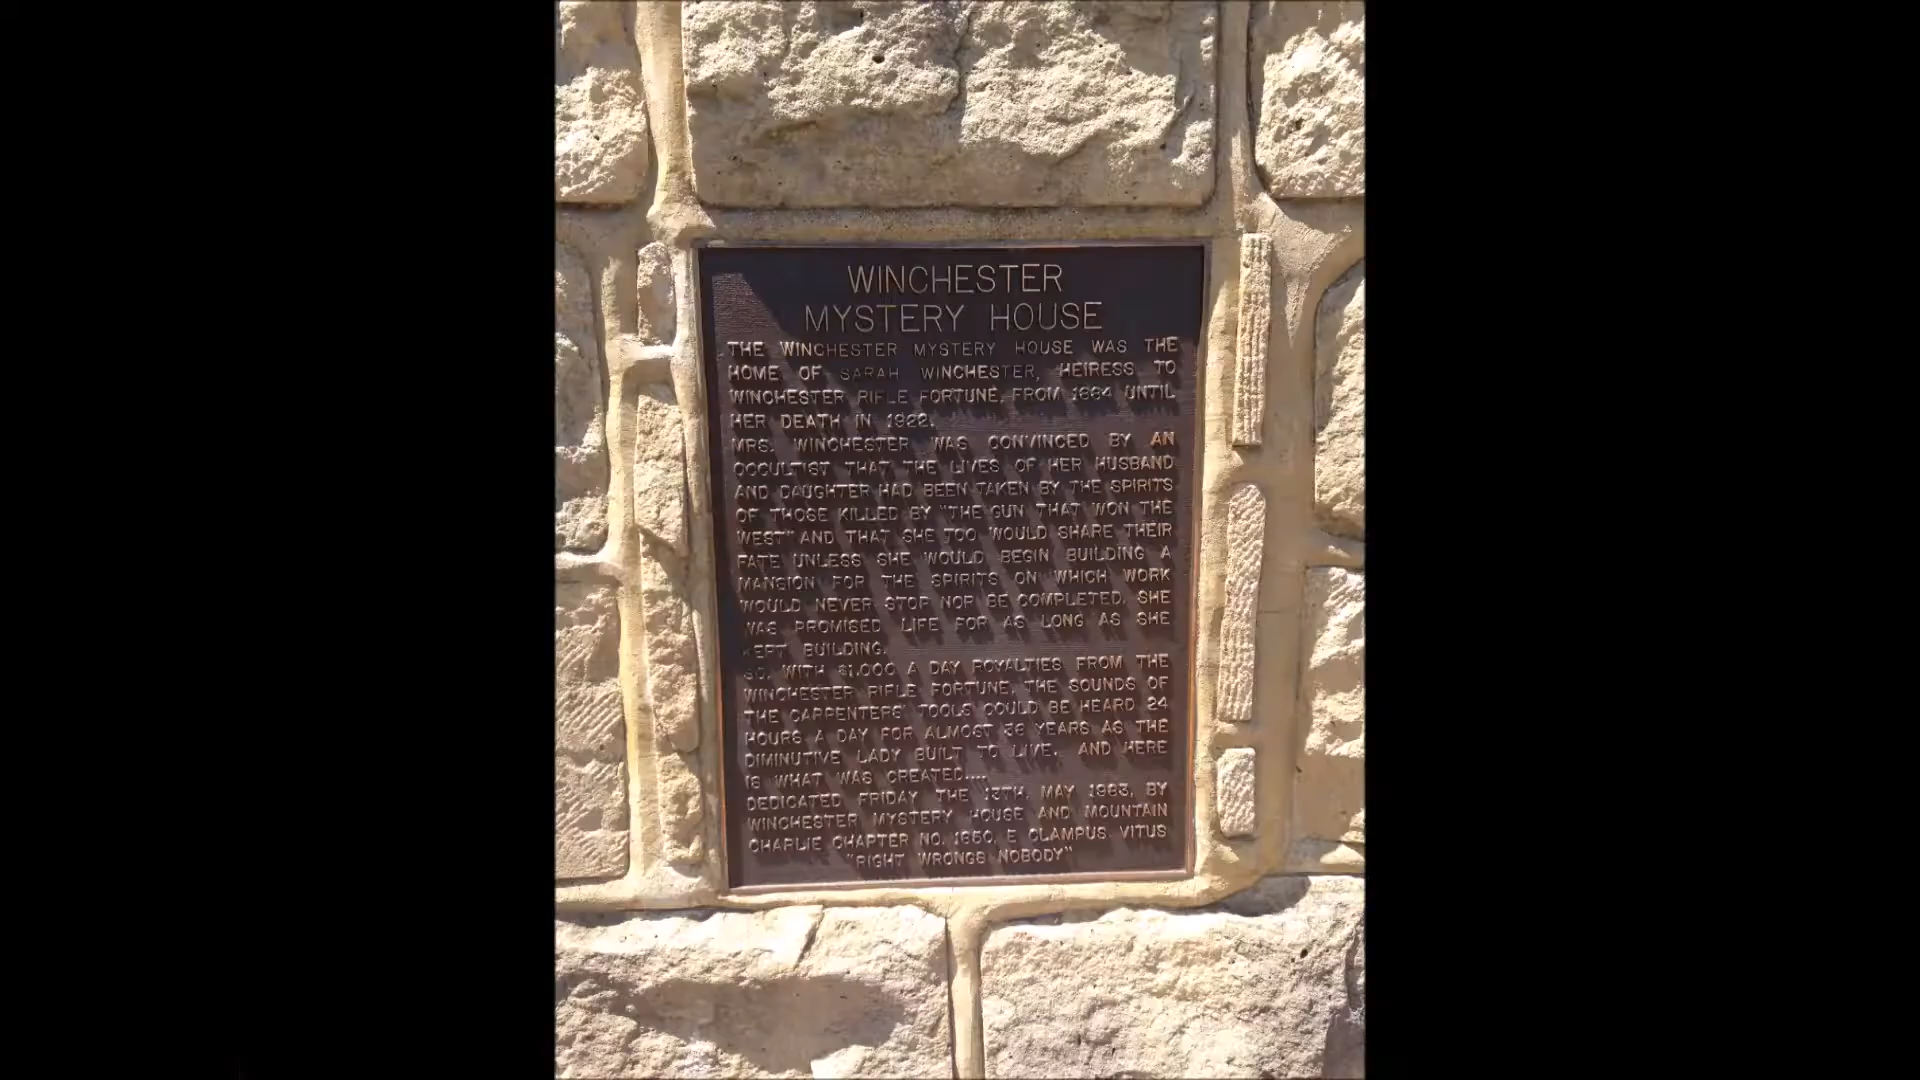 WINCHESTER
MYSTERY HOUSE
THE WINCHESTER MYSTERY HOUSE WAS THE
HOME OF SARAH WINCHESTER, HEIRESS TO
WINCHESTER RIFLE FORTUNE, FROM 1884 UNTIL
HER DEATH IN 1922.
MRS. WINCHESTER WAS CONVINCED BY AN
OCCULTIST THAT THE LIVES OF HER HUSBAND
AND DAUGHTER HAD BEEN TAKEN BY THE SPIRITS
OF THOSE KILLED BY "THE GUN THAT WON THE
WEST" AND THAT SHE TOO WOULD SHARE THEIR
FATE UNLESS SHE WOULD BEGIN BUILDING A
MANSION FOR THE SPIRITS ON WHICH WORK
WOULD NEVER STOP NOR BE COMPLETED. SHE
WAS PROMISED LIFE FOR AS LONG AS SHE
KEPT BUILDING.
SO, WITH $1,000 A DAY ROYALTIES FROM THE
WINCHESTER RIFLE FORTUNE, THE SOUNDS OF
THE CARPENTERS' TOOLS COULD BE HEARD 24
HOURS A DAY FOR ALMOST 38 YEARS AS THE
DIMINUTIVE LADY BUILT TO LIVE. AND HERE
IS WHAT WAS CREATED....
DEDICATED FRIDAY THE 13TH, MAY 1983, BY
WINCHESTER MYSTERY HOUSE AND MOUNTAIN
CHARLIE CHAPTER NO. 1850, E CLAMPUS VITUS
"RIGHT WRONGS NOBODY"